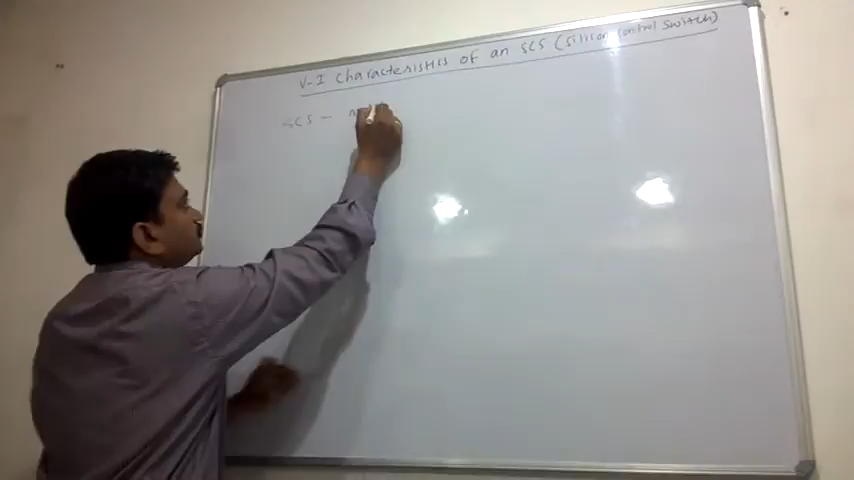 V-I Characteristics of an SCS (Silicon Control Switch)
SCS -